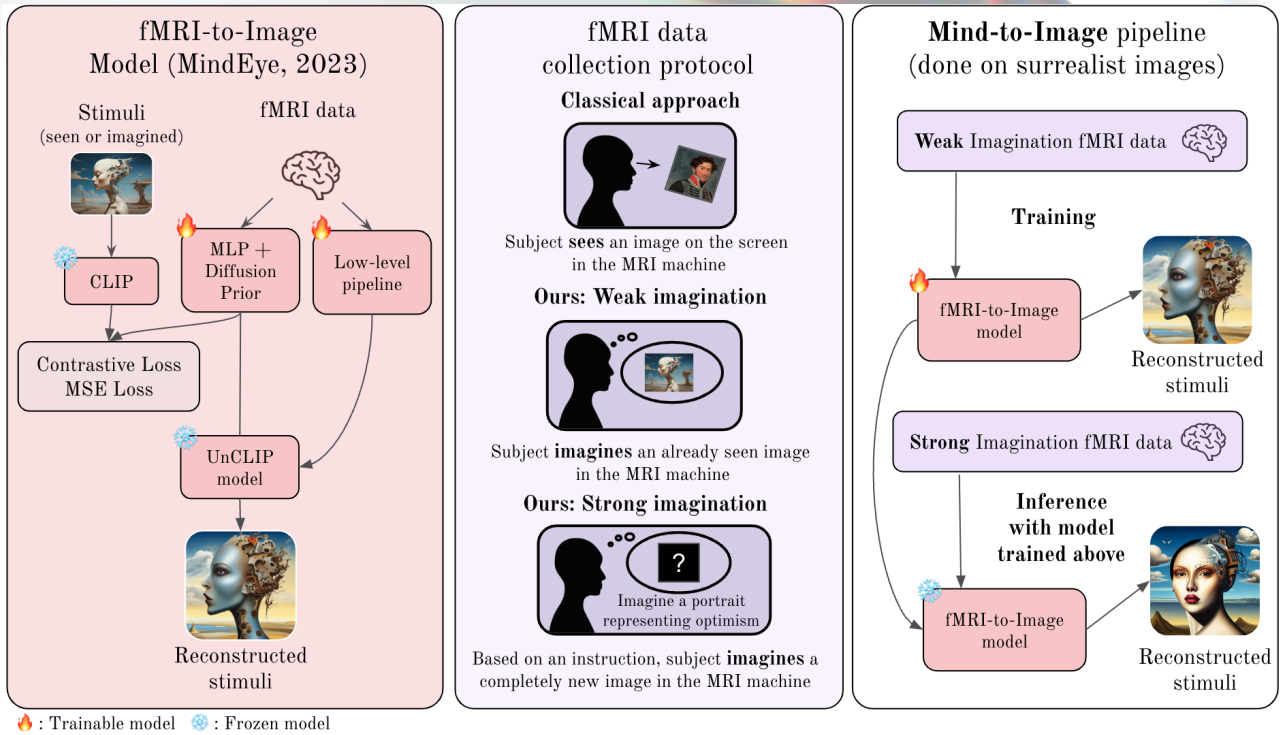 fMRI-to-Image
Model (MindEye, 2023)
Stimuli
(seen or imagined)
fMRI data
CLIP
MLP +
Diffusion
Prior
Low-level
pipeline
Contrastive Loss
MSE Loss
UnCLIP
model
Reconstructed
stimuli
: Trainable model
: Frozen model
fMRI data
collection protocol
Classical approach
Subject sees an image on the screen
in the MRI machine
Ours: Weak imagination
Subject imagines an already seen image
in the MRI machine
Ours: Strong imagination
?
Imagine a portrait
representing optimism
Based on an instruction, subject imagines a
completely new image in the MRI machine
Mind-to-Image pipeline
(done on surrealist images)
Weak Imagination fMRI data
Training
fMRI-to-Image
model
Reconstructed
stimuli
Strong Imagination fMRI data
Inference
with model
trained above
fMRI-to-Image
model
Reconstructed
stimuli